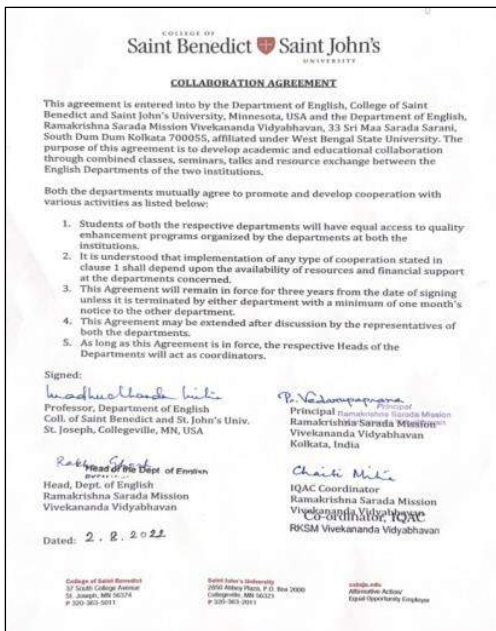 COLLEGE OF
Saint Benedict Saint John's
UNIVERSITY
COLLABORATION AGREEMENT
This agreement is entered into by the Department of English, College of Saint
Benedict and Saint John's University, Minnesota, USA and the Department of English,
Ramakrishna Sarada Mission Vivekananda Vidyabhavan, 33 Sri Maa Sarada Sarani,
South Dum Dum Kolkata 700055, affiliated under West Bengal State University. The
purpose of this agreement is to develop academic and educational collaboration
through combined classes, seminars, talks and resource exchange between the
English Departments of the two institutions.
Both the departments mutually agree to promote and develop cooperation with
various activities as listed below:
1. Students of both the respective departments will have equal access to quality
enhancement programs organized by the departments at both the
institutions.
2. It is understood that implementation of any type of cooperation stated in
clause 1 shall depend upon the availability of resources and financial support
at the departments concerned.
3. This Agreement will remain in force for three years from the date of signing
unless it is terminated by either department with a minimum of one month's
notice to the other department.
4. This Agreement may be extended after discussion by the representatives of
both the departments.
5. As long as this Agreement is in force, the respective Heads of the
Departments will act as coordinators.
Signed:
Professor, Department of English
Coll. of Saint Benedict and St. John's Univ.
St. Joseph, Collegeville, MN, USA
Principal
Principal Ramakrishna Sarada Mission
Ramakrishna Sarada Mission
Vivekananda Vidyabhavan
Kolkata, India
Head of the Dept of English
Head, Dept. of English
Ramakrishna Sarada Mission
Vivekananda Vidyabhavan
Chaiti Mitra
IQAC Coordinator
Ramakrishna Sarada Mission
Vivekananda Vidyabhavan
Co-ordinator, IQAC
RKSM Vivekananda Vidyabhavan
Dated: 2.8.2022
College of Saint Benedict
37 South College Avenue
St. Joseph, MN 56374
P 320-363-5011
Saint John's University
2850 Abbey Plaza, P.O. Box 2000
Collegeville, MN 56321
P 320-363-2011
csbsju.edu
Affirmative Action/
Equal Opportunity Employer